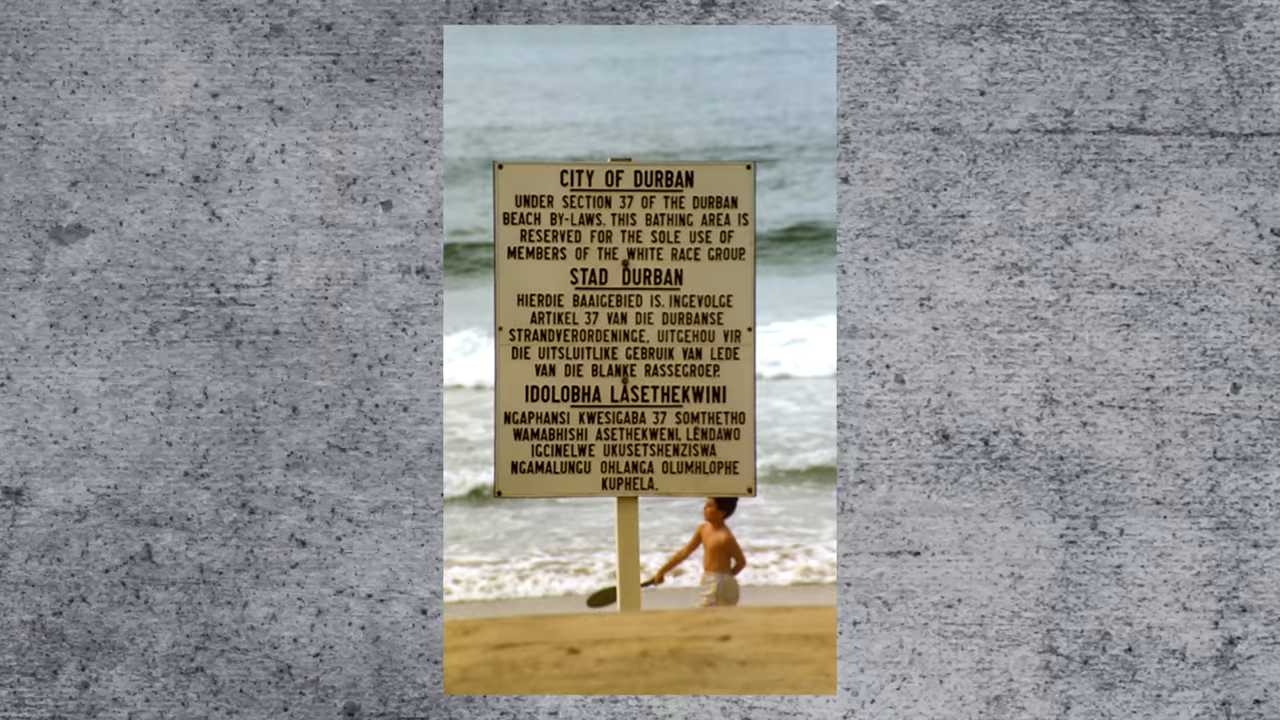 CITY OF DURBAN
UNDER SECTION 37 OF THE DURBAN
BEACH BY-LAWS. THIS BATHING AREA IS
RESERVED FOR THE SOLE USE OF
MEMBERS OF THE WHITE RACE GROUP.
STAD DURBAN
HIERDIE BAAIGEBIED IS. INGEVOLGE
ARTIKEL 37 VAN DIE DURBANSE
STRANDVERORDENINGE, UITGEHOU VIR
DIE UITSLUITLIKE GEBRUIK VAN LEDE
VAN DIE BLANKE RASSEGROEP.
IDOLOBHA LASETHEKWINI
NGAPHANSI KWESIGABA 37 SOMTHETHO
WAMABHISHI ASETHEKWENI, LENDAWO
IGCINELWE UKUSETSHENZISWA
NGAMALUNGU OHLANGA OLUMHLOPHE
KUPHELA.